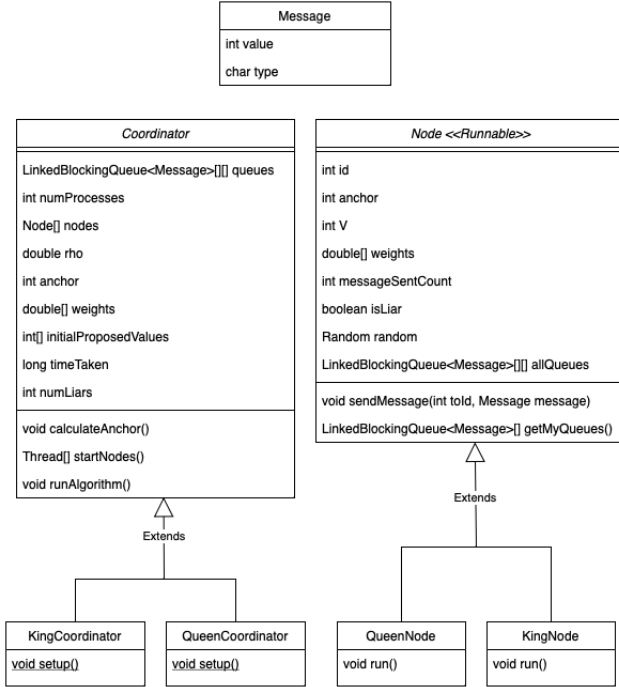 Message
int value
char type
Coordinator
LinkedBlockingQueue<Message>[][] queues
int numProcesses
Node[] nodes
double rho
int anchor
double[] weights
int[] initialProposedValues
long timeTaken
int numLiars
void calculateAnchor()
Thread[] startNodes()
void runAlgorithm()
Node <<Runnable>>
int id
int anchor
int V
double[] weights
int messageSentCount
boolean isLiar
Random random
LinkedBlockingQueue<Message>[][] allQueues
void sendMessage(int toId, Message message)
LinkedBlockingQueue<Message>[] getMyQueues()
Extends
Extends
KingCoordinator
void setup()
QueenCoordinator
void setup()
QueenNode
void run()
KingNode
void run()